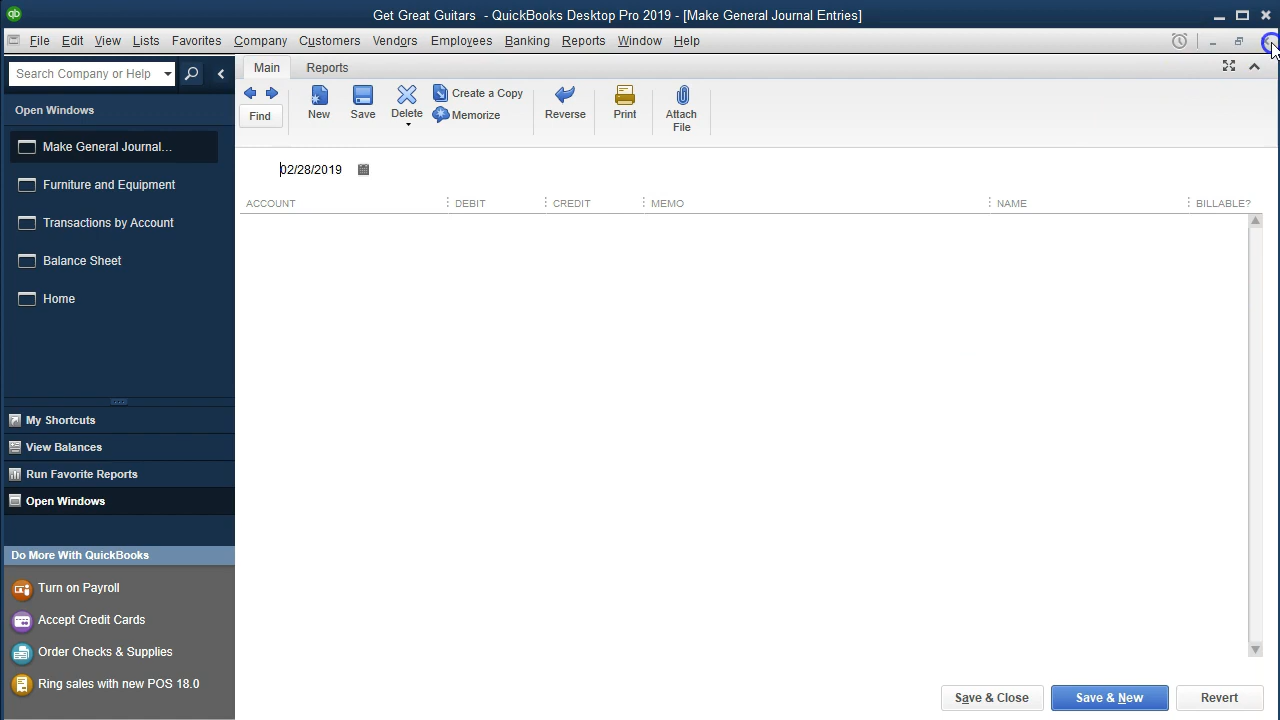 Get Great Guitars - QuickBooks Desktop Pro 2019 - [Make General Journal Entries]
File Edit View Lists Favorites Company Customers Vendors Employees Banking Reports Window Help
Search Company or Help
Main Reports
Find
New
Save
Delete
Create a Copy
Memorize
Reverse
Print
Attach
File
Open Windows
Make General Journal...
Furniture and Equipment
Transactions by Account
Balance Sheet
Home
02/28/2019
ACCOUNT DEBIT CREDIT MEMO NAME BILLABLE?
My Shortcuts
View Balances
Run Favorite Reports
Open Windows
Do More With QuickBooks
Turn on Payroll
Accept Credit Cards
Order Checks & Supplies
Ring sales with new POS 18.0
Save & Close Save & New Revert